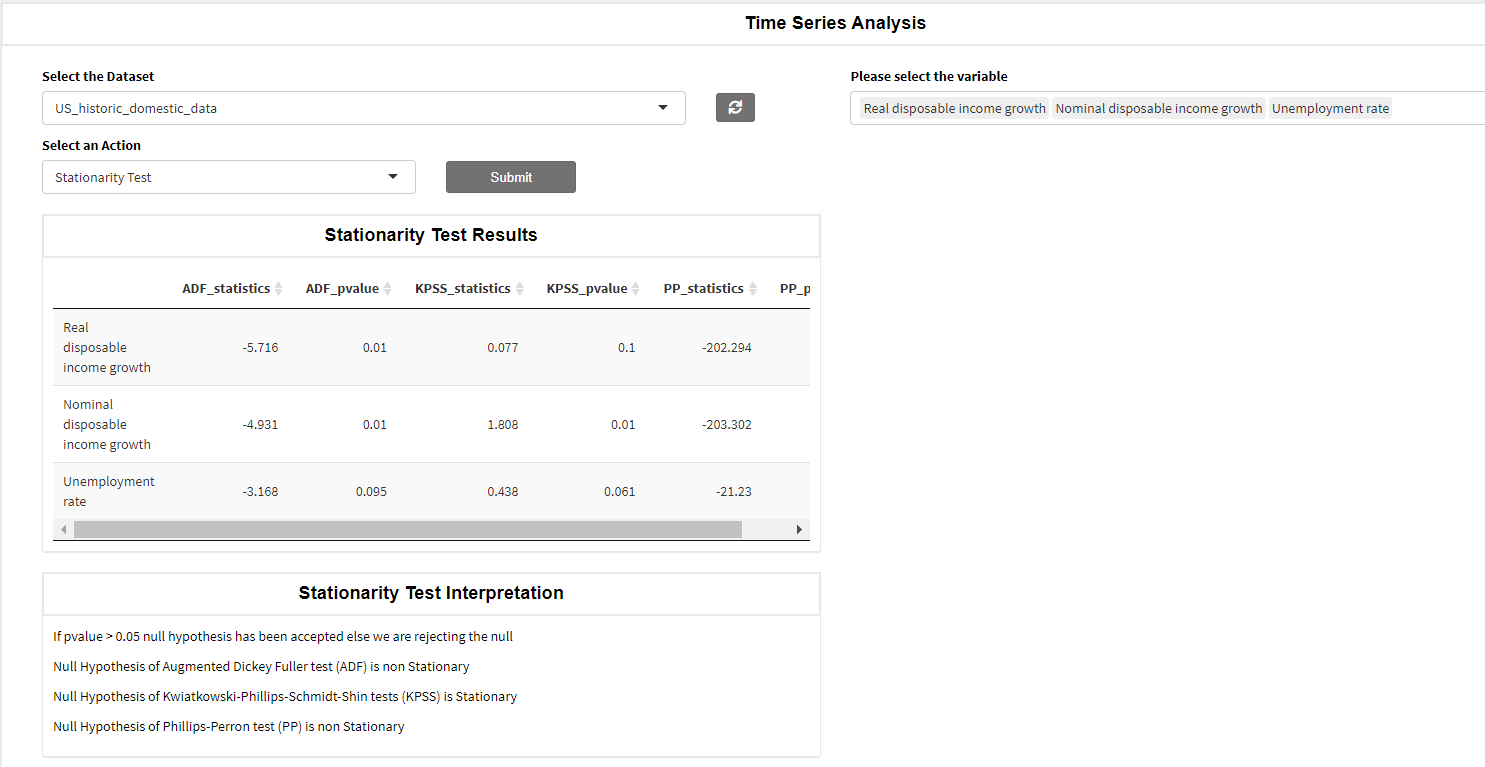 Time Series Analysis
Select the Dataset
US_historic_domestic_data
Please select the variable
Real disposable income growth Nominal disposable income growth Unemployment rate
Select an Action
Stationarity Test
Submit
Stationarity Test Results
ADF_statistics ADF_pvalue KPSS_statistics KPSS_pvalue PP_statistics PP_p
Real
disposable
income growth
-5.716 0.01 0.077 0.1 -202.294
Nominal
disposable
income growth
-4.931 0.01 1.808 0.01 -203.302
Unemployment
rate
-3.168 0.095 0.438 0.061 -21.23
Stationarity Test Interpretation
If pvalue > 0.05 null hypothesis has been accepted else we are rejecting the null
Null Hypothesis of Augmented Dickey Fuller test (ADF) is non Stationary
Null Hypothesis of Kwiatkowski-Phillips-Schmidt-Shin tests (KPSS) is Stationary
Null Hypothesis of Phillips-Perron test (PP) is non Stationary